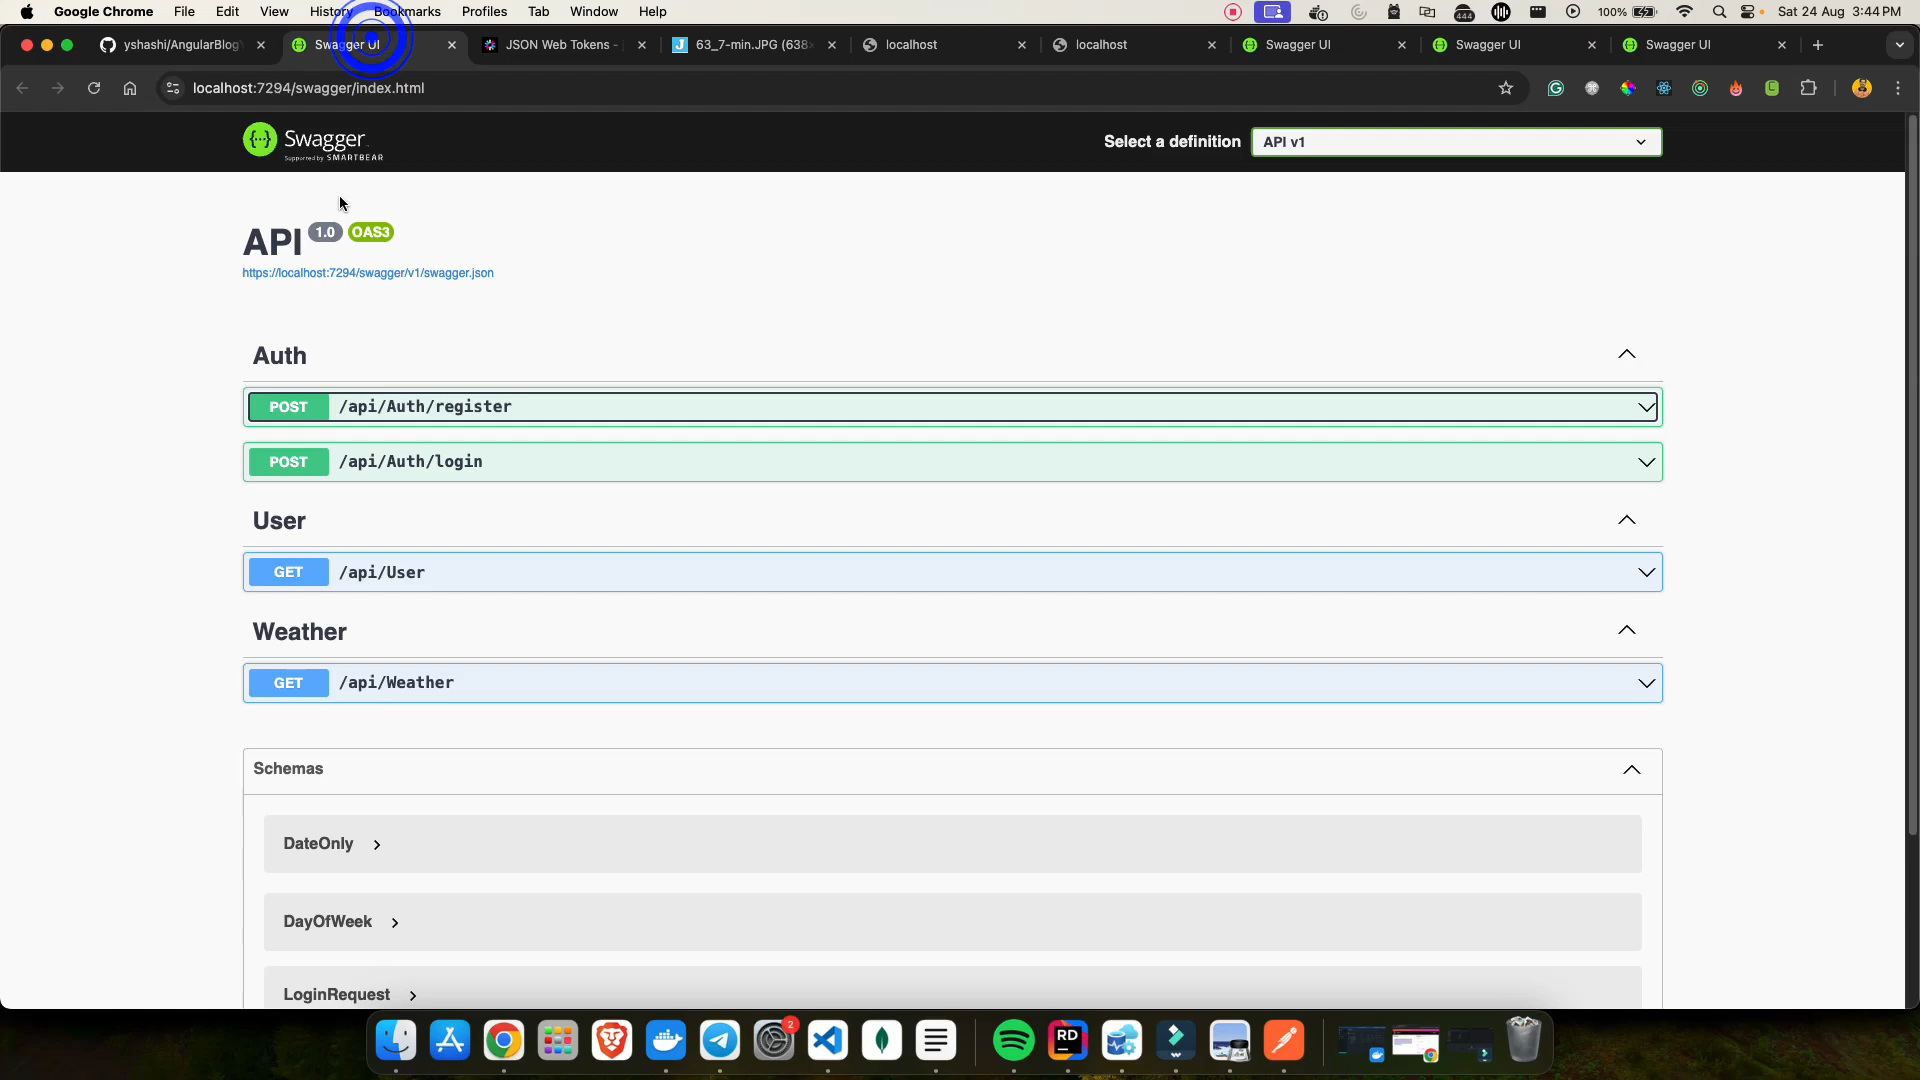 Google Chrome File Edit View History Bookmarks Profiles Tab Window Help 444 100% Sat 24 Aug 3:44 PM
yshashi/AngularBlog Swagger UI JSON Web Tokens - 63_7-min.JPG (638 localhost localhost Swagger UI Swagger UI Swagger UI
localhost:7294/swagger/index.html
Swagger
Supported by SMARTBEAR
Select a definition API v1
API 1.0 OAS3
https://localhost:7294/swagger/v1/swagger.json
Auth
POST /api/Auth/register
POST /api/Auth/login
User
GET /api/User
Weather
GET /api/Weather
Schemas
DateOnly
DayOfWeek
LoginRequest
2
RD